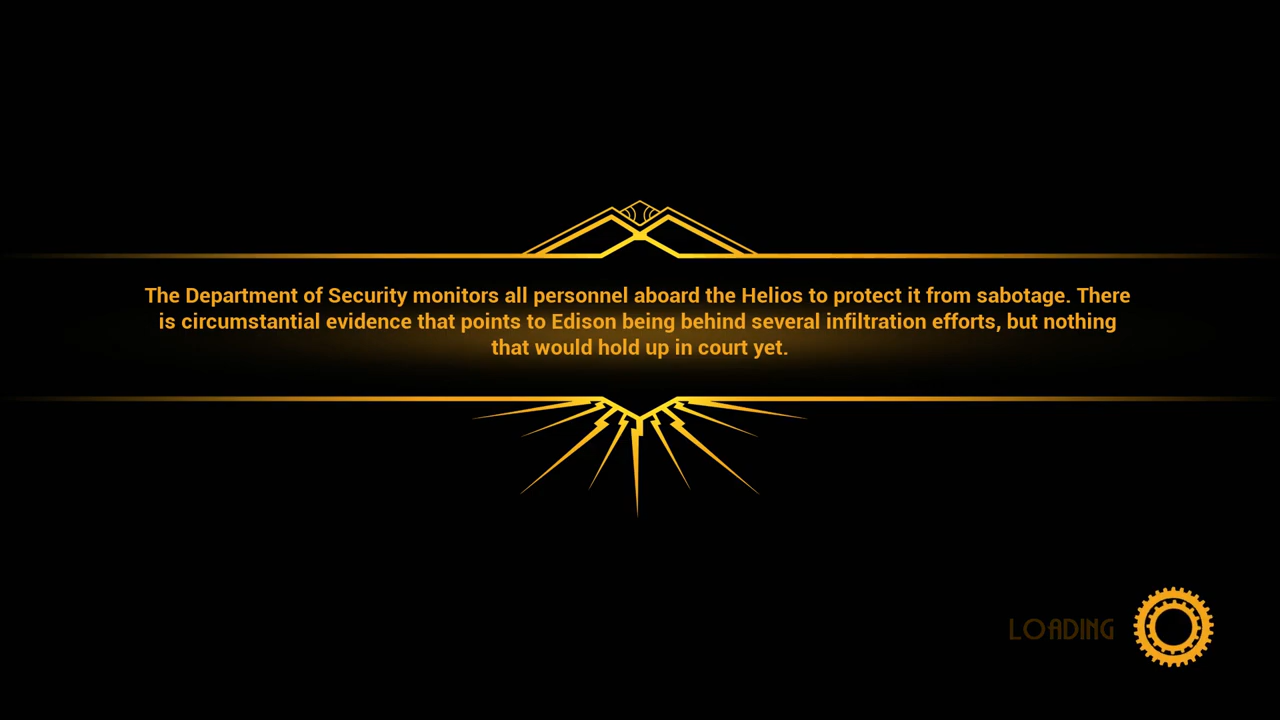 The Department of Security monitors all personnel aboard the Helios to protect it from sabotage. There
is circumstantial evidence that points to Edison being behind several infiltration efforts, but nothing
that would hold up in court yet.
LOADING